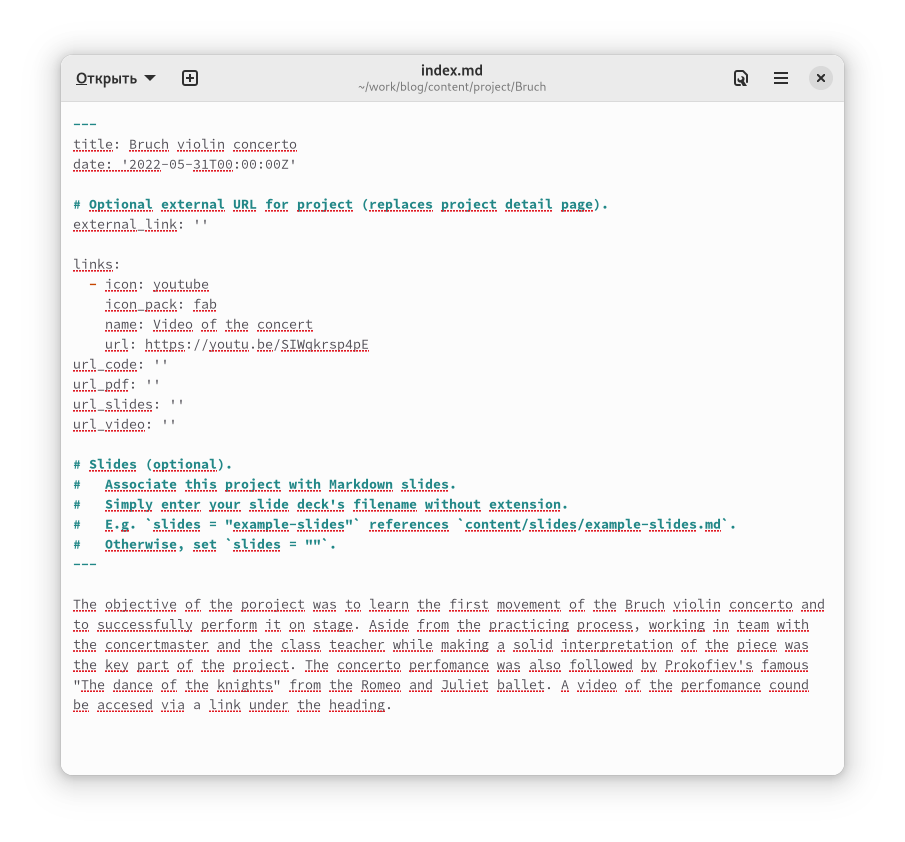 Открыть
index.md
~/work/blog/content/project/Bruch
---
title: Bruch violin concerto
date: '2022-05-31T00:00:00Z'
# Optional external URL for project (replaces project detail page).
external_link: ''
links:
  - icon: youtube
    icon_pack: fab
    name: Video of the concert
    url: https://youtu.be/SIWqkrsp4pE
url_code: ''
url_pdf: ''
url_slides: ''
url_video: ''
# Slides (optional).
#   Associate this project with Markdown slides.
#   Simply enter your slide deck's filename without extension.
#   E.g. `slides = "example-slides"` references `content/slides/example-slides.md`.
#   Otherwise, set `slides = ""`.
---
The objective of the poroject was to learn the first movement of the Bruch violin concerto and
to successfully perform it on stage. Aside from the practicing process, working in team with
the concertmaster and the class teacher while making a solid interpretation of the piece was
the key part of the project. The concerto perfomance was also followed by Prokofiev's famous
"The dance of the knights" from the Romeo and Juliet ballet. A video of the perfomance cound
be accesed via a link under the heading.